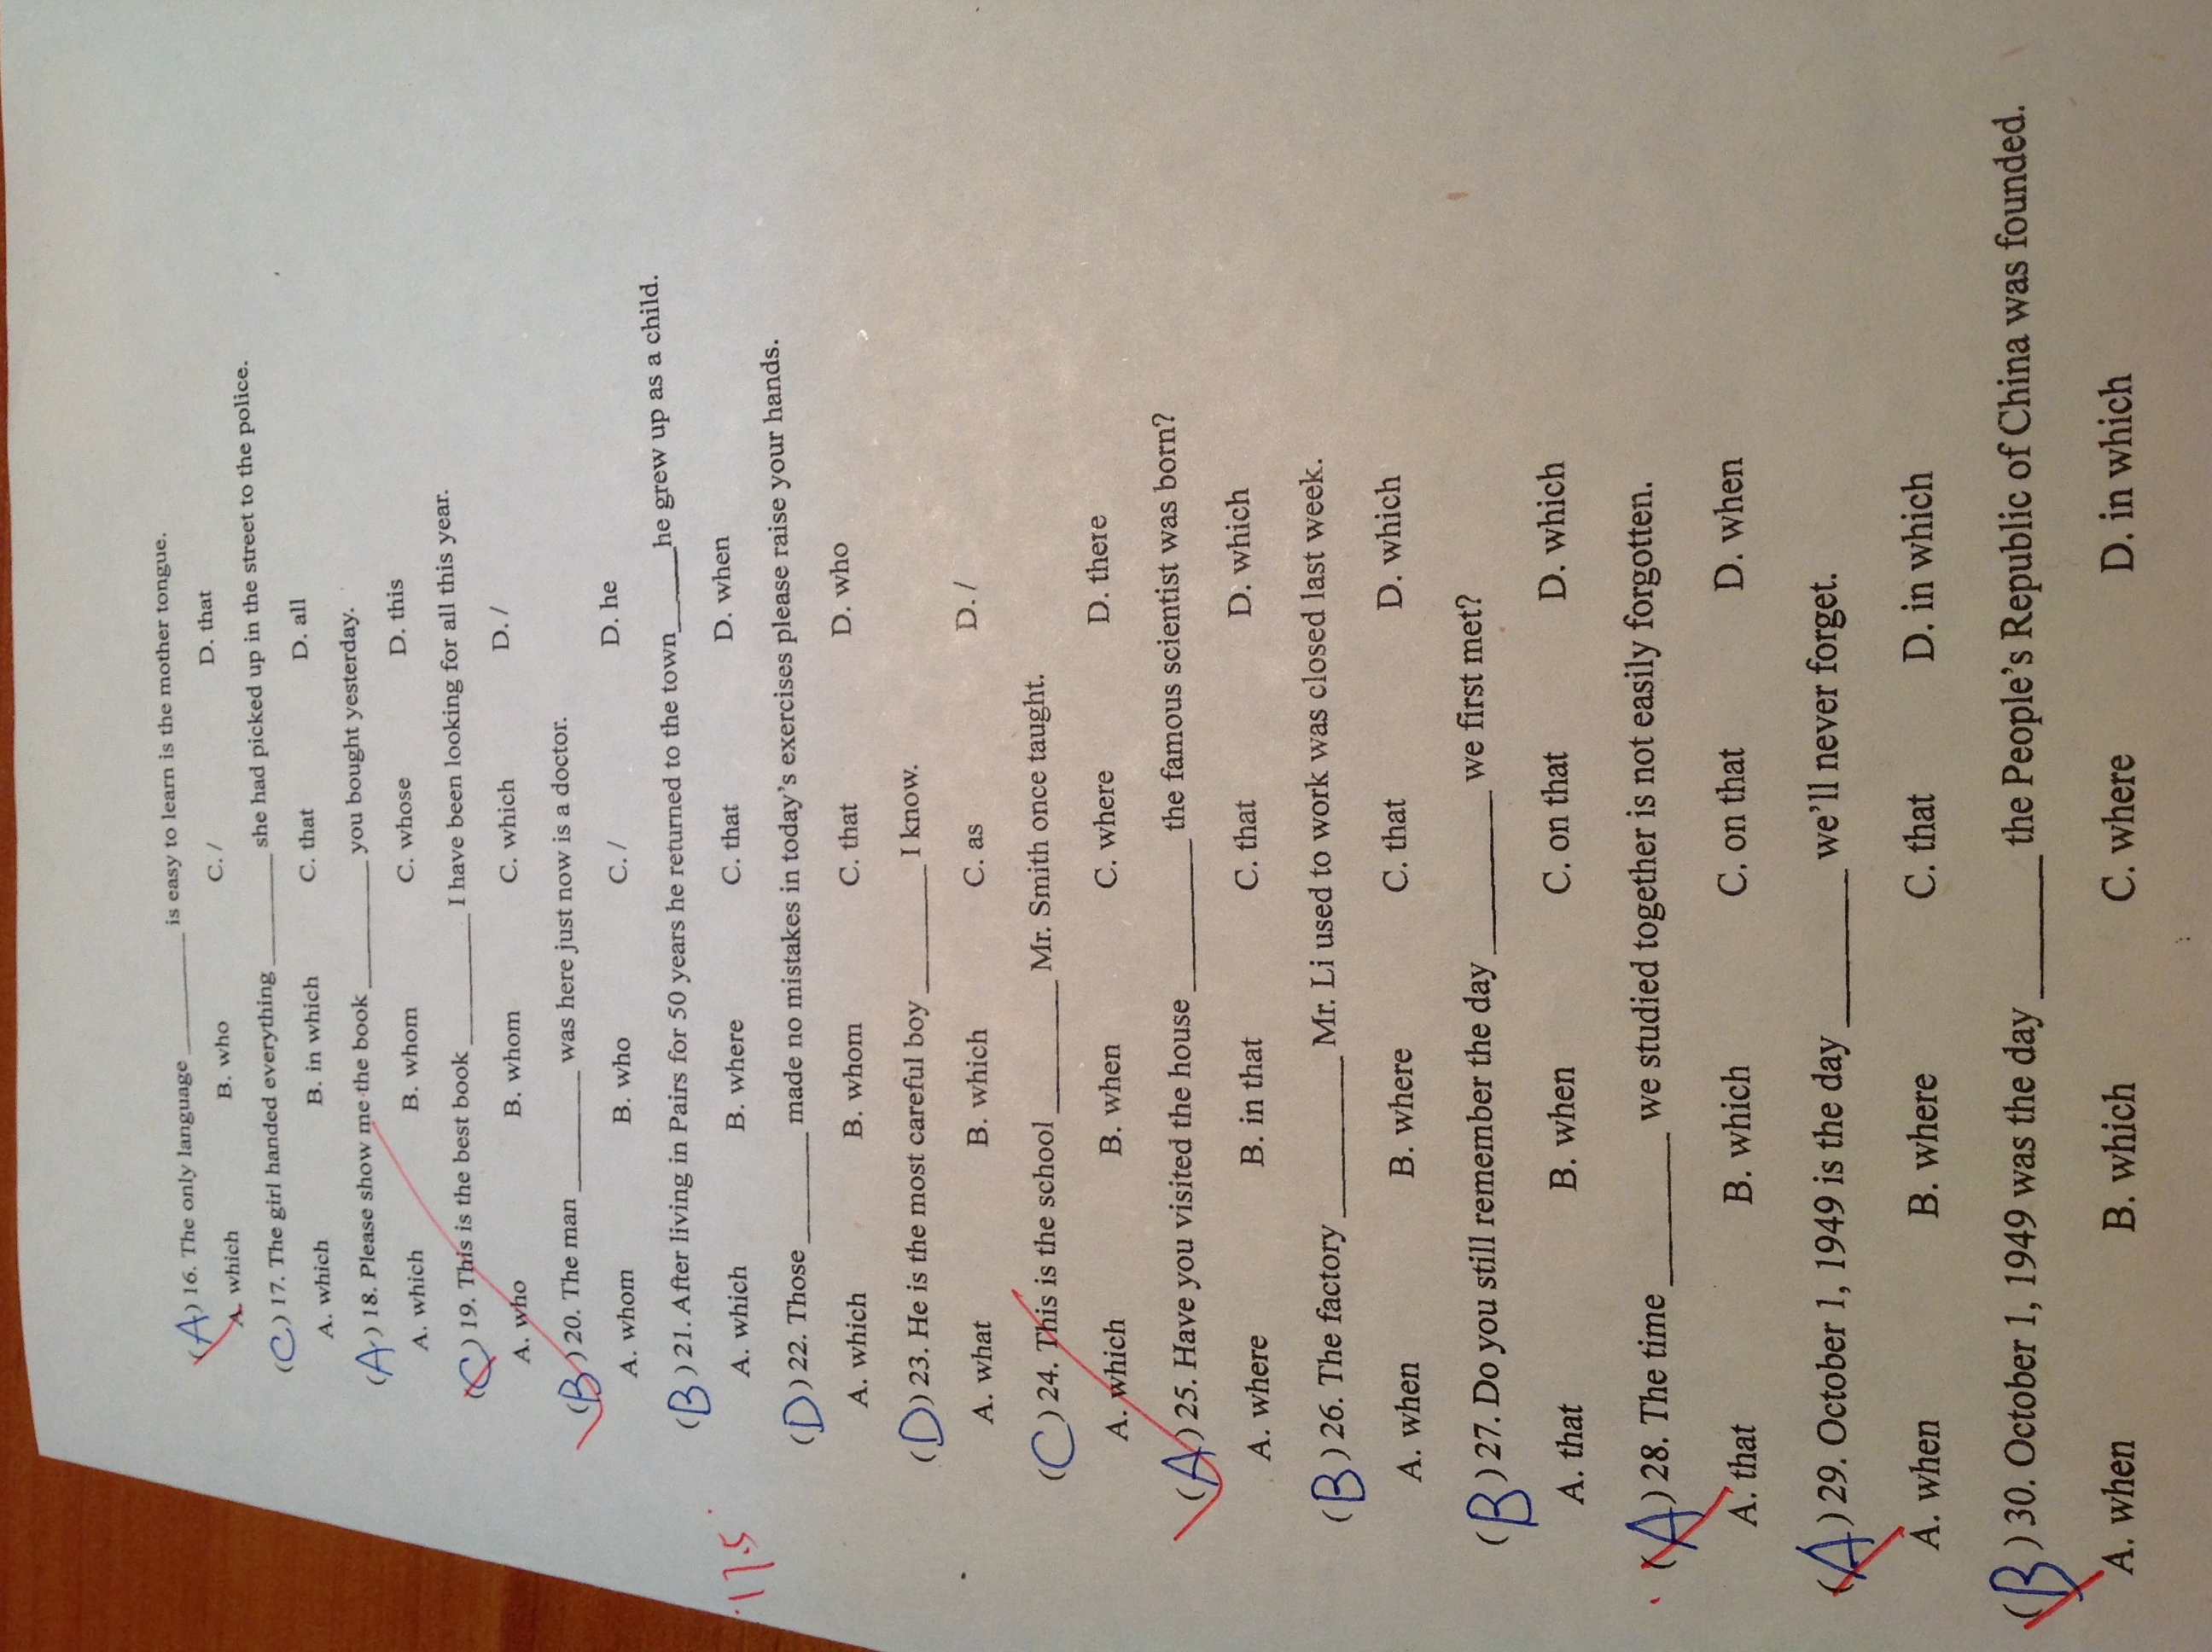 (A) 16. The only language ________ is easy to learn is the mother tongue.
A. which B. who C. / D. that
(C) 17. The girl handed everything ________ she had picked up in the street to the police.
A. which B. in which C. that D. all
(A) 18. Please show me the book ________ you bought yesterday.
A. which B. whom C. whose D. this
(C) 19. This is the best book ________ I have been looking for all this year.
A. who B. whom C. which D. /
(B) 20. The man ________ was here just now is a doctor.
A. whom B. who C. / D. he
(B) 21. After living in Pairs for 50 years he returned to the town_____he grew up as a child.
17.5
A. which B. where C. that D. when
(D) 22. Those ________ made no mistakes in today's exercises please raise your hands.
A. which B. whom C. that D. who
(D) 23. He is the most careful boy ________ I know.
A. what B. which C. as D. /
(C) 24. This is the school ________ Mr. Smith once taught.
A. which B. when C. where D. there
(A) 25. Have you visited the house ________ the famous scientist was born?
A. where B. in that C. that D. which
(B) 26. The factory ________ Mr. Li used to work was closed last week.
A. when B. where C. that D. which
(B) 27. Do you still remember the day ________ we first met?
A. that B. when C. on that D. which
(A) 28. The time ________ we studied together is not easily forgotten.
A. that B. which C. on that D. when
(A) 29. October 1, 1949 is the day ________ we'll never forget.
A. when B. where C. that D. in which
(B) 30. October 1, 1949 was the day ________ the People's Republic of China was founded.
A. when B. which C. where D. in which